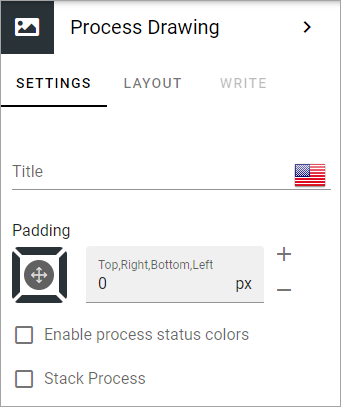 Process Drawing
SETTINGS LAYOUT WRITE
Title
Padding
Top,Right,Bottom,Left
0 px
Enable process status colors
Stack Process